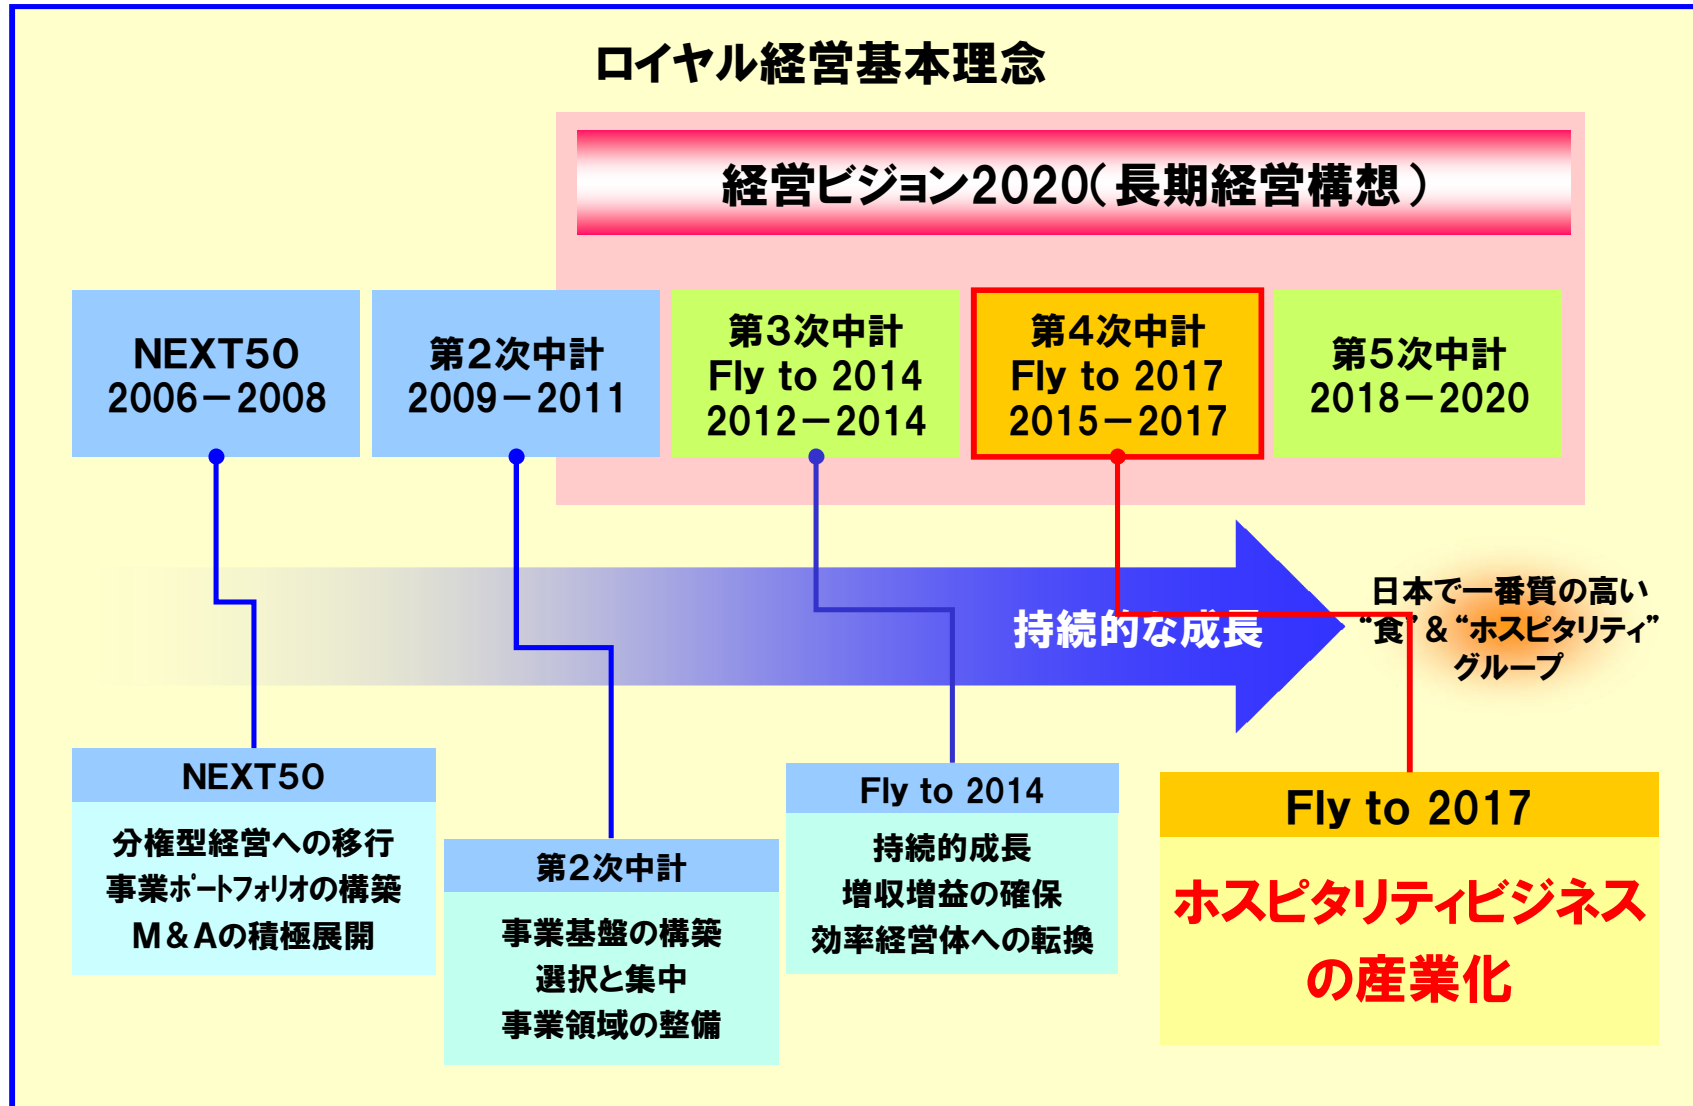 ロイヤル経営基本理念
経営ビジョン2020(長期経営構想)
NEXT50
2006－2008
第2次中計
2009－2011
第3次中計
Fly to 2014
2012－2014
第4次中計
Fly to 2017
2015－2017
第5次中計
2018－2020
持続的な成長
日本で一番質の高い
“食”&“ホスピタリティ”
グループ
NEXT50
分権型経営への移行
事業ポートフォリオの構築
M&Aの積極展開
第2次中計
事業基盤の構築
選択と集中
事業領域の整備
Fly to 2014
持続的成長
増収増益の確保
効率経営体への転換
Fly to 2017
ホスピタリティビジネス
の産業化